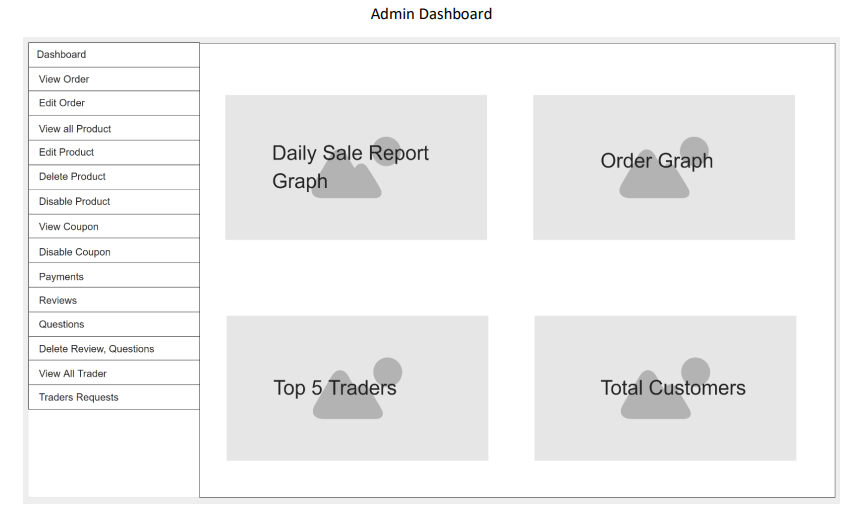 Admin Dashboard
Dashboard
View Order
Edit Order
View all Product
Edit Product
Delete Product
Disable Product
View Coupon
Disable Coupon
Payments
Reviews
Questions
Delete Review, Questions
View All Trader
Traders Requests
Daily Sale Report
Graph
Order Graph
Top 5 Traders
Total Customers